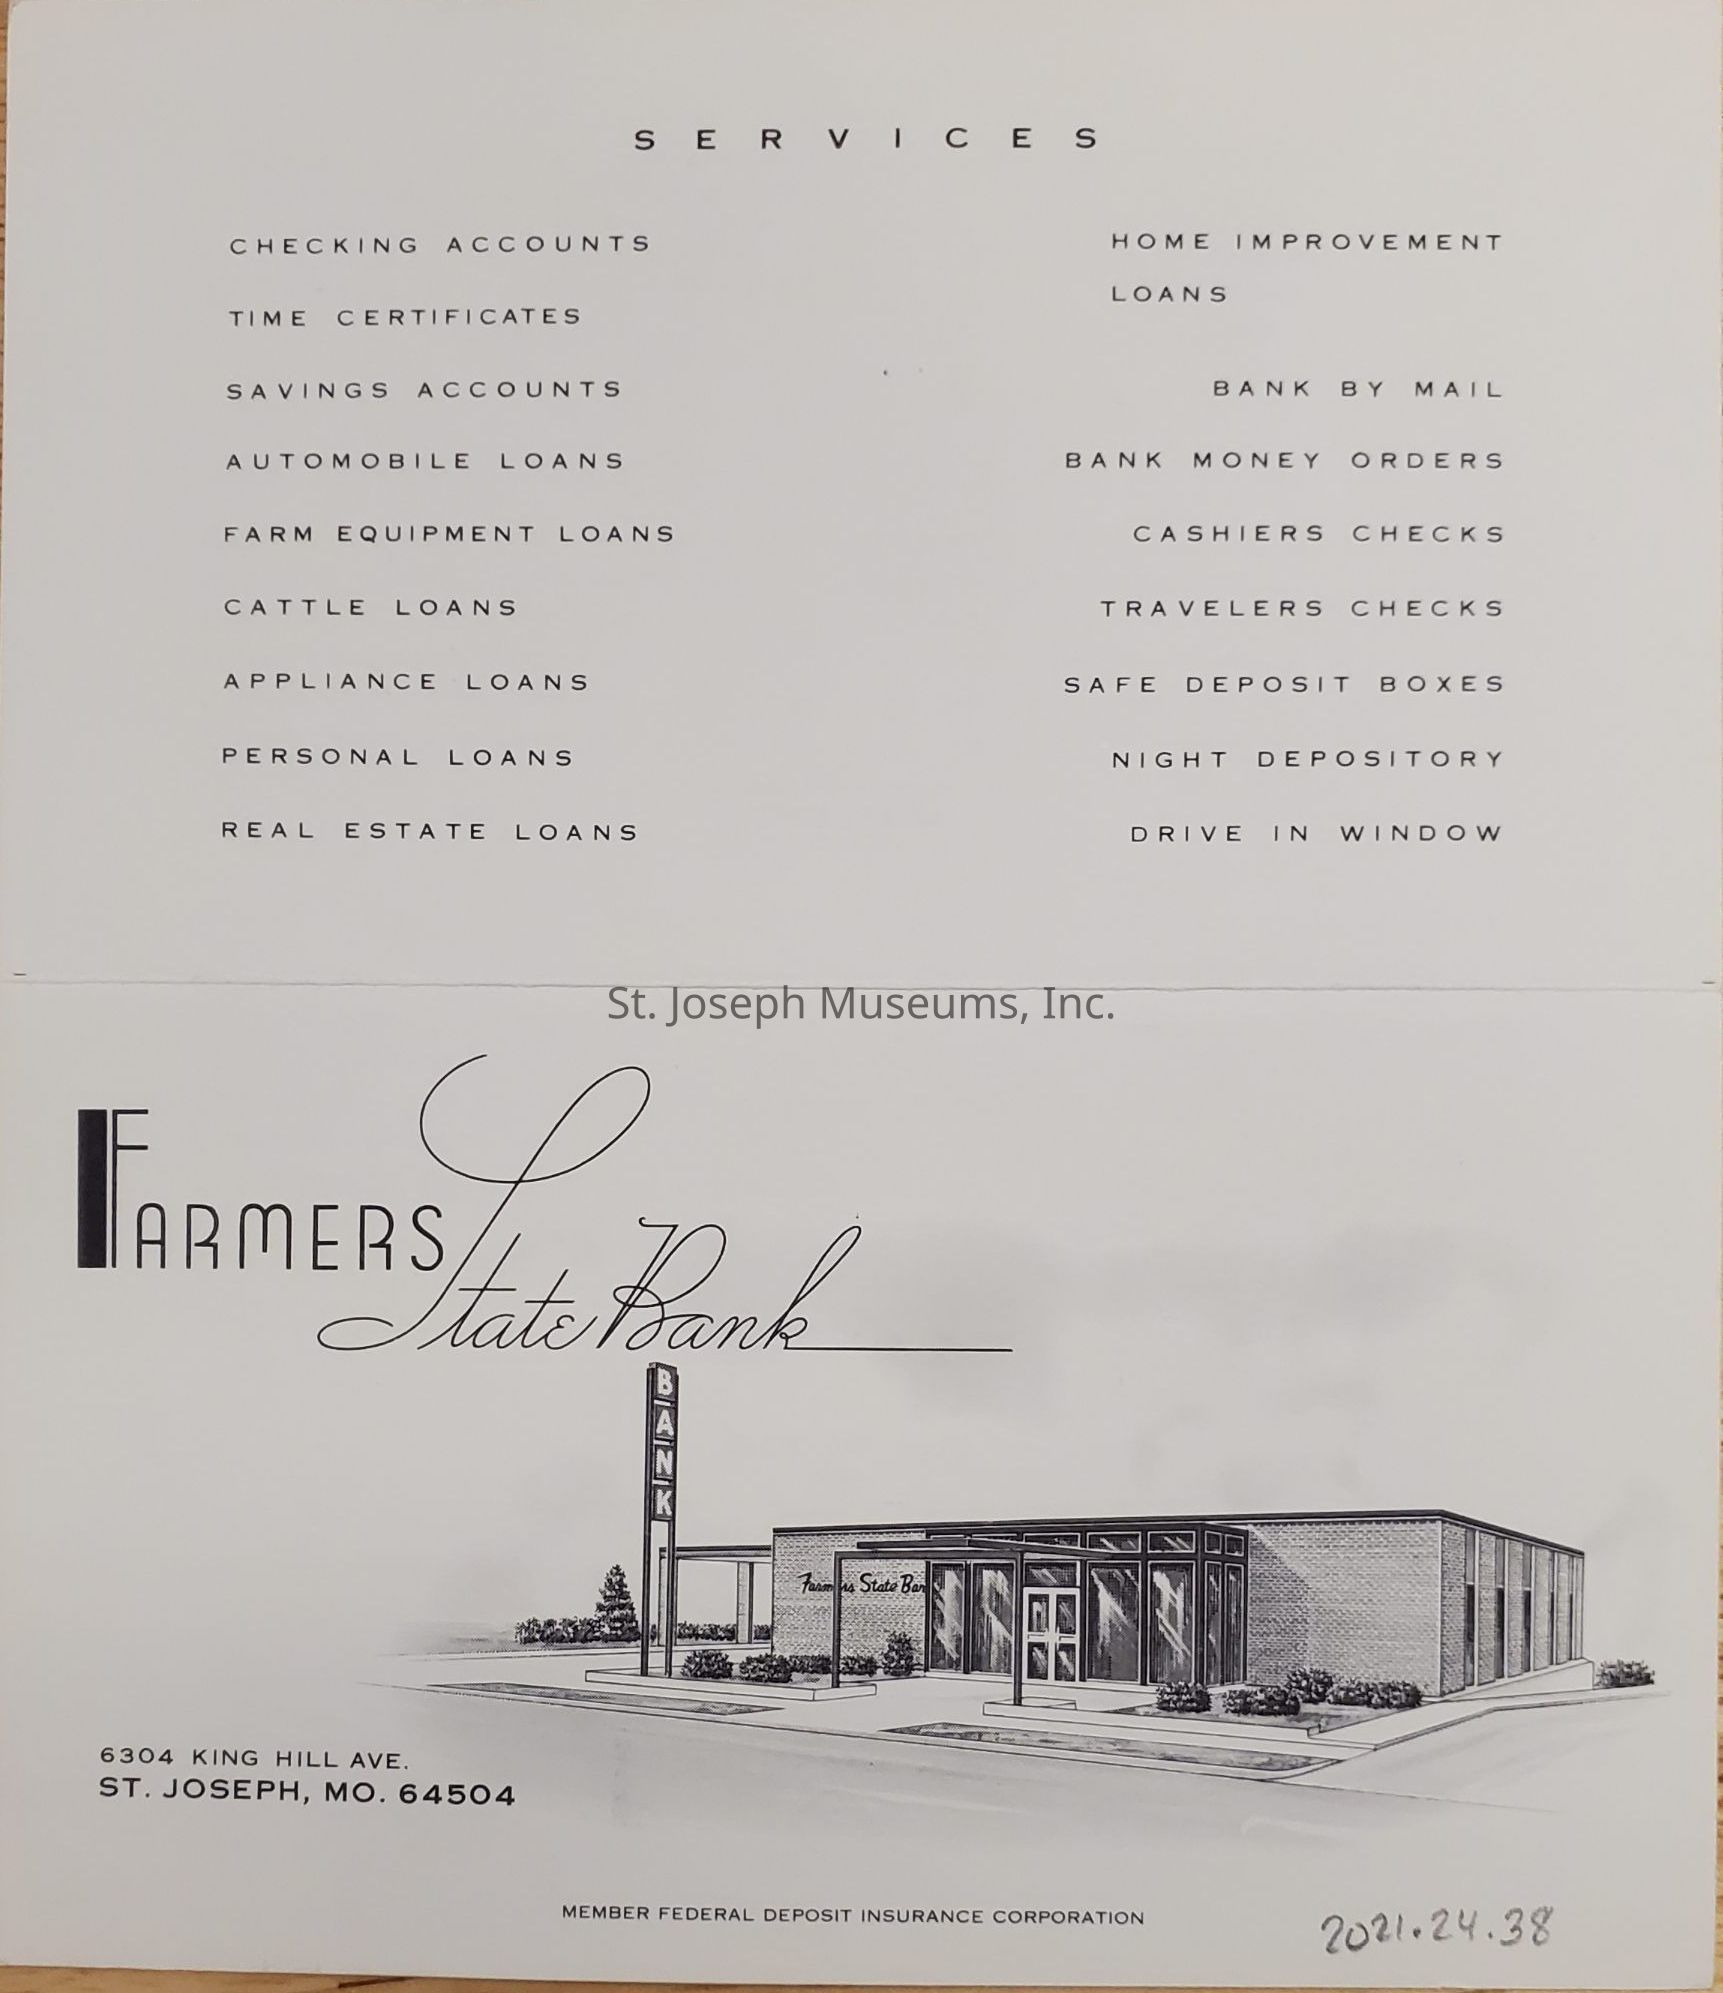 SERVICES
CHECKING ACCOUNTS
TIME CERTIFICATES
SAVINGS ACCOUNTS
AUTOMOBILE LOANS
FARM EQUIPMENT LOANS
CATTLE LOANS
APPLIANCE LOANS
PERSONAL LOANS
REAL ESTATE LOANS
HOME IMPROVEMENT
LOANS
BANK BY MAIL
BANK MONEY ORDERS
CASHIERS CHECKS
TRAVELERS CHECKS
SAFE DEPOSIT BOXES
NIGHT DEPOSITORY
DRIVE IN WINDOW
St. Joseph Museums, Inc.
FARMERS
State Bank
BANK
Farmers State Ban
6304 KING HILL AVE.
ST. JOSEPH, MO. 64504
MEMBER FEDERAL DEPOSIT INSURANCE CORPORATION
2021.24.38